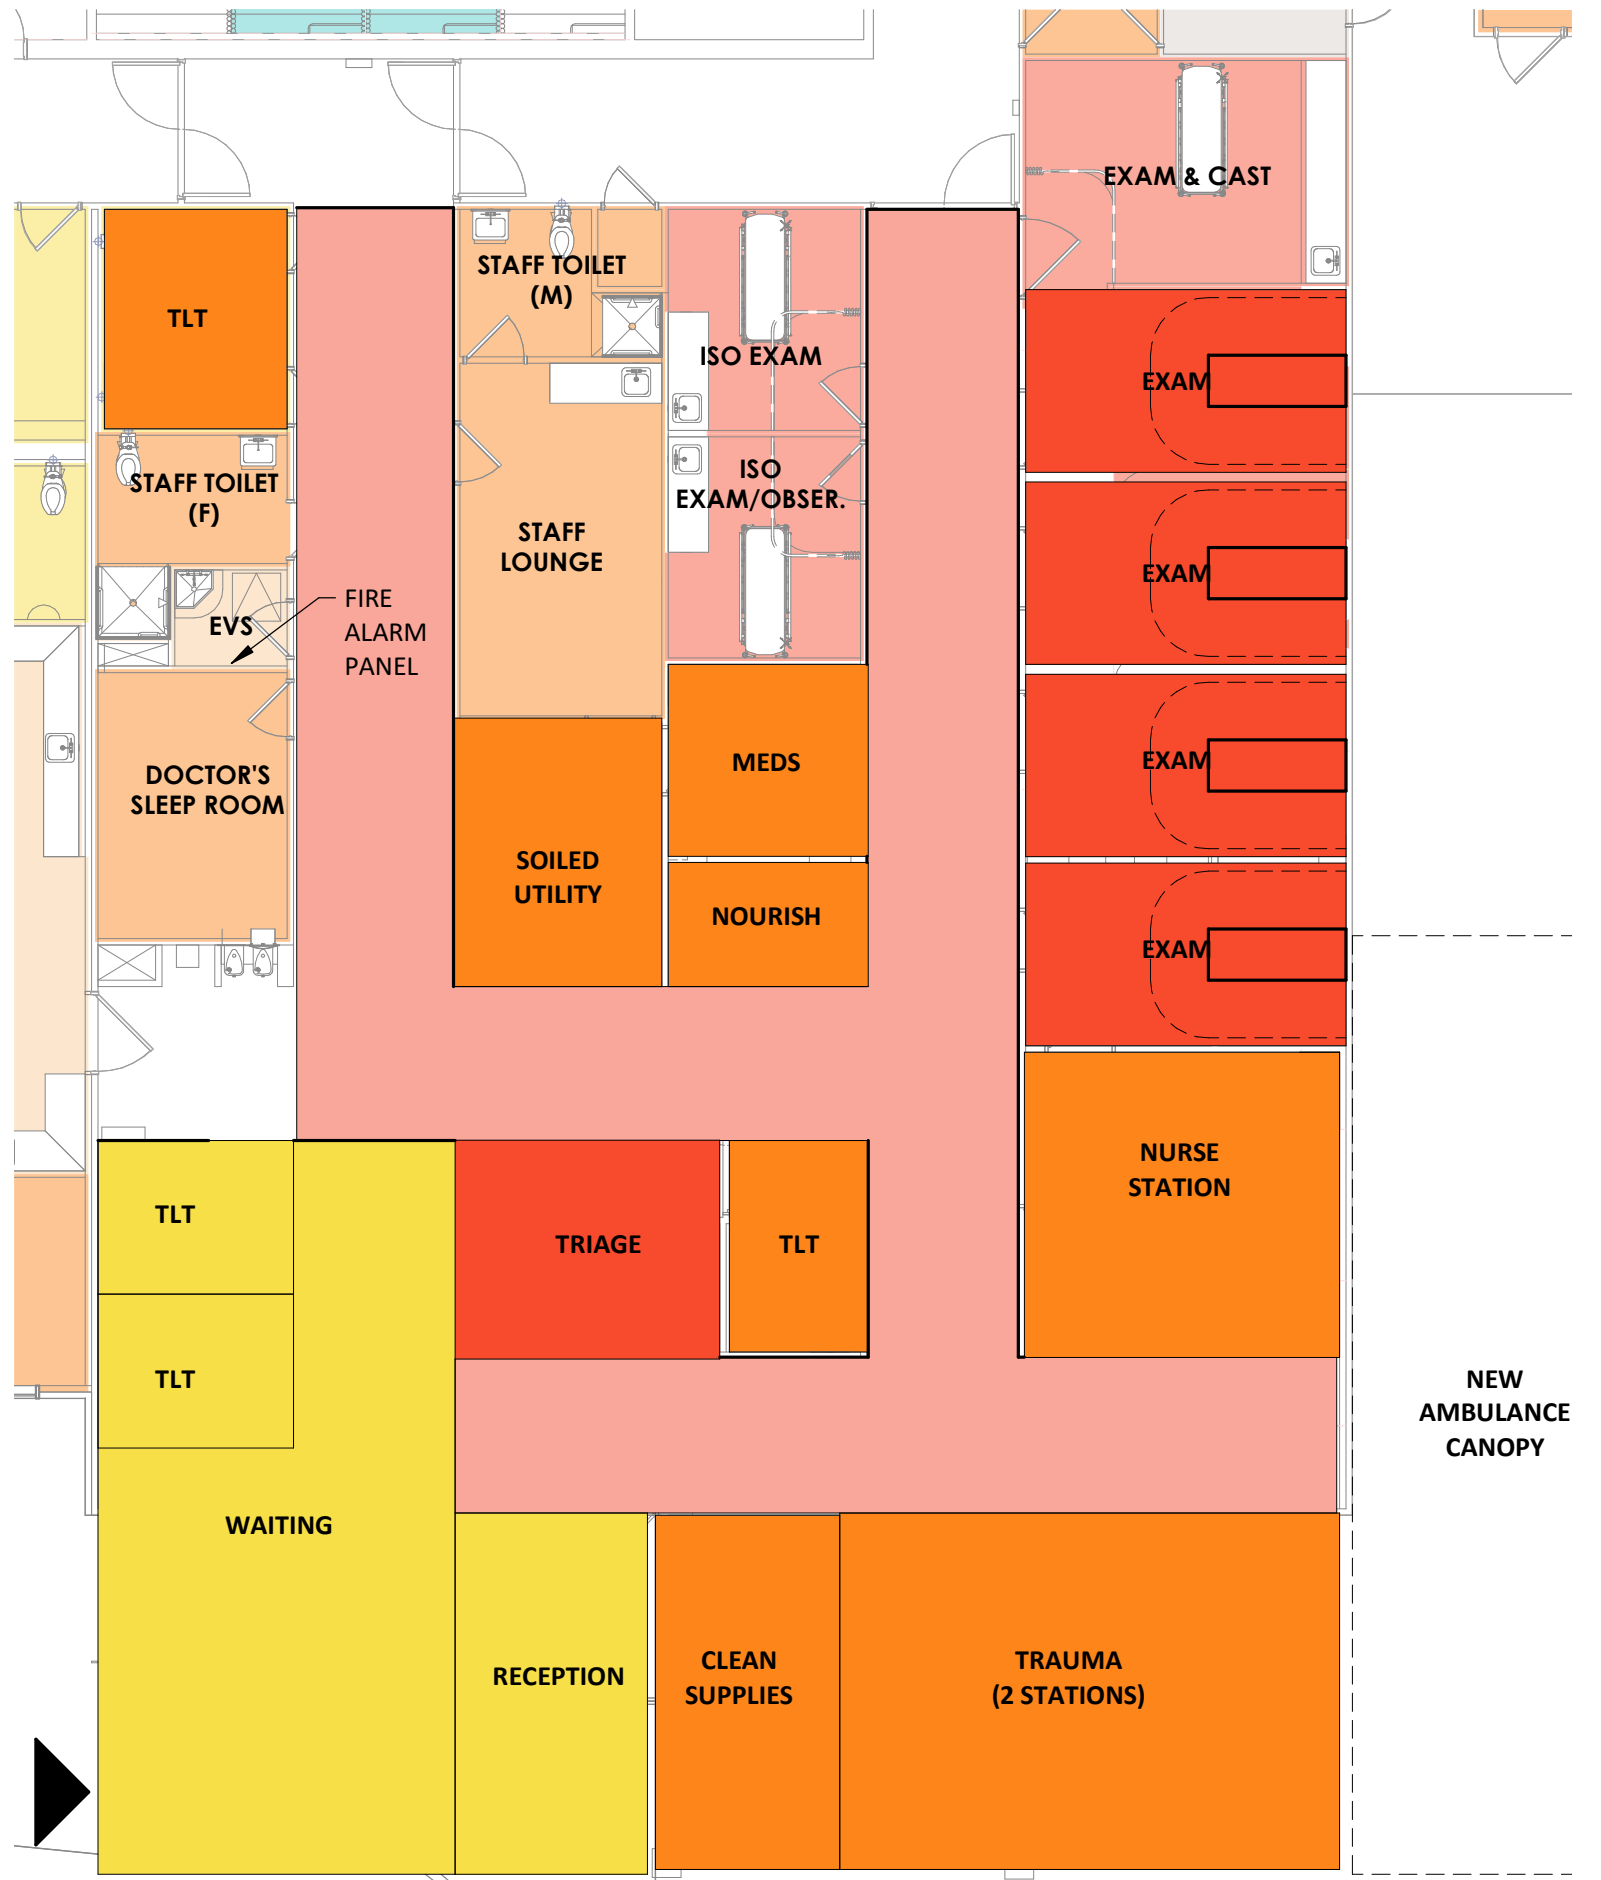 EXAM & CAST
TLT
STAFF TOILET
(M)
ISO EXAM
EXAM
STAFF TOILET
(F)
ISO
EXAM/OBSER.
STAFF
LOUNGE
EXAM
EVS
FIRE
ALARM
PANEL
DOCTOR'S
SLEEP ROOM
MEDS
EXAM
SOILED
UTILITY
NOURISH
EXAM
NURSE
STATION
TLT
TRIAGE
TLT
TLT
NEW
AMBULANCE
CANOPY
WAITING
RECEPTION
CLEAN
SUPPLIES
TRAUMA
(2 STATIONS)